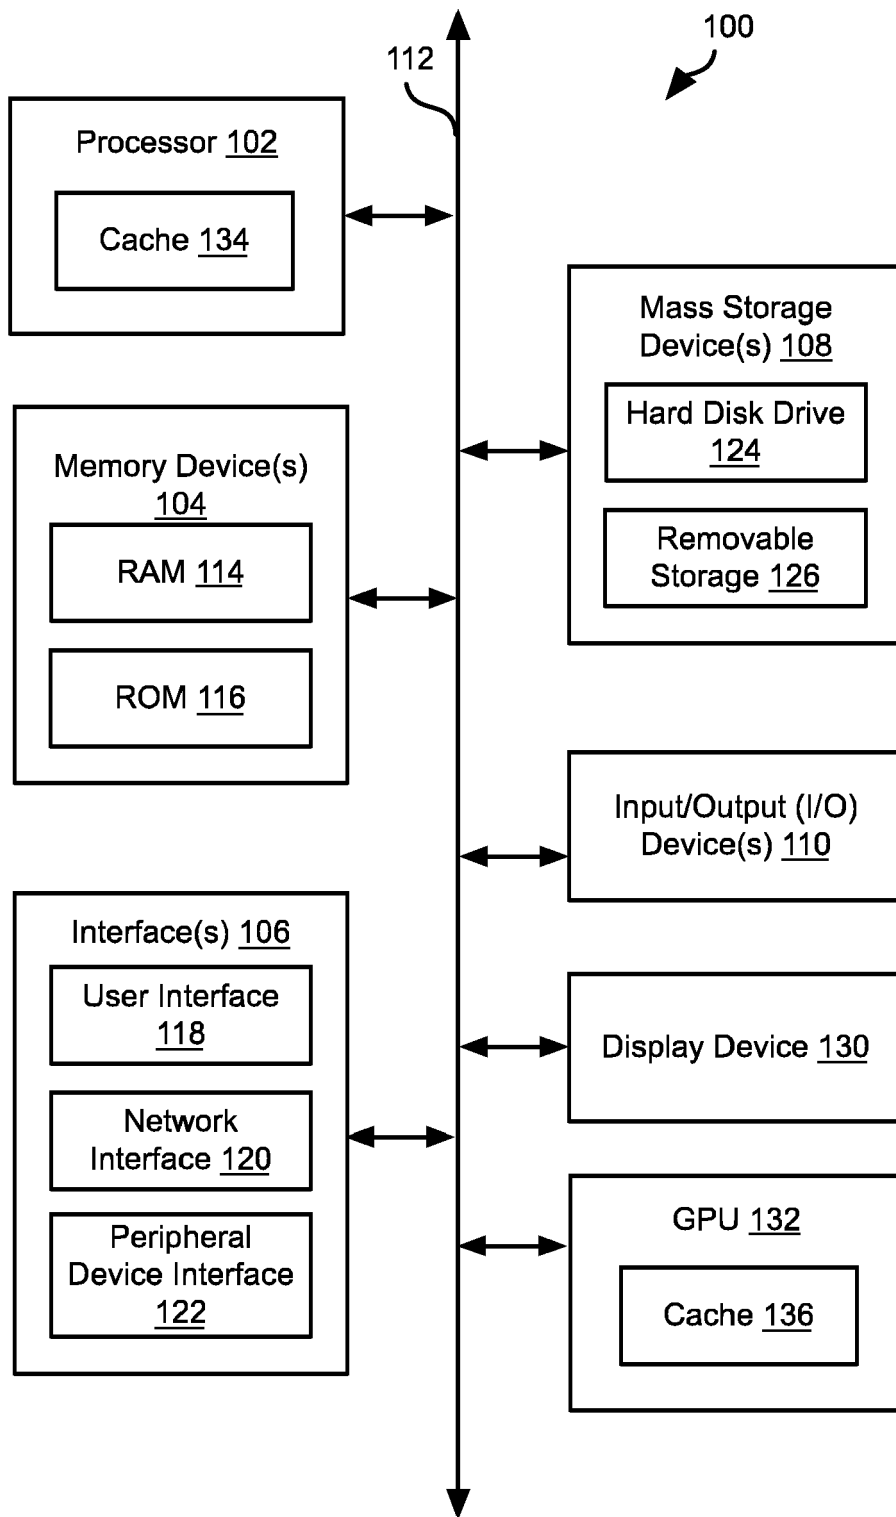 100
112
Processor 102
Cache 134
Mass Storage
Device(s) 108
Hard Disk Drive
124
Removable
Storage 126
Memory Device(s)
104
RAM 114
ROM 116
Input/Output (I/O)
Device(s) 110
Interface(s) 106
User Interface
118
Network
Interface 120
Peripheral
Device Interface
122
Display Device 130
GPU 132
Cache 136